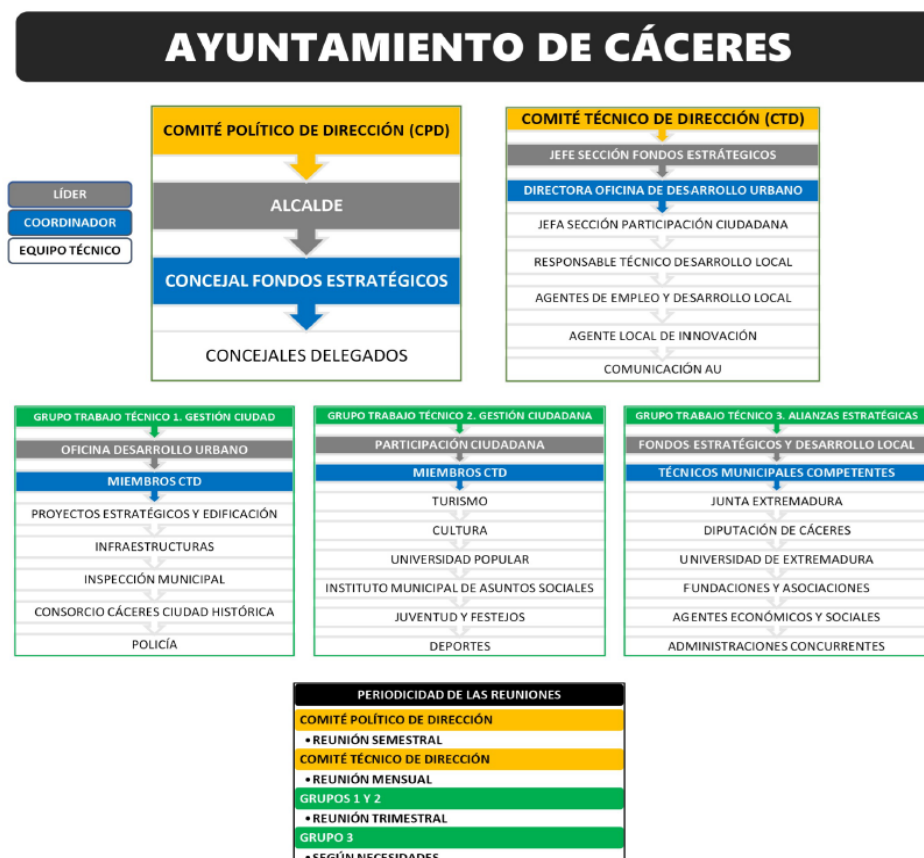 AYUNTAMIENTO DE CÁCERES
LÍDER
COORDINADOR
EQUIPO TÉCNICO
COMITÉ POLÍTICO DE DIRECCIÓN (CPD)
ALCALDE
CONCEJAL FONDOS ESTRATÉGICOS
CONCEJALES DELEGADOS
COMITÉ TÉCNICO DE DIRECCIÓN (CTD)
JEFE SECCIÓN FONDOS ESTRÁTEGICOS
DIRECTORA OFICINA DE DESARROLLO URBANO
JEFA SECCIÓN PARTICIPACIÓN CIUDADANA
RESPONSABLE TÉCNICO DESARROLLO LOCAL
AGENTES DE EMPLEO Y DESARROLLO LOCAL
AGENTE LOCAL DE INNOVACIÓN
COMUNICACIÓN AU
GRUPO TRABAJO TÉCNICO 1. GESTIÓN CIUDAD
OFICINA DESARROLLO URBANO
MIEMBROS CTD
PROYECTOS ESTRATÉGICOS Y EDIFICACIÓN
INFRAESTRUCTURAS
INSPECCIÓN MUNICIPAL
CONSORCIO CÁCERES CIUDAD HISTÓRICA
POLICÍA
GRUPO TRABAJO TÉCNICO 2. GESTIÓN CIUDADANA
PARTICIPACIÓN CIUDADANA
MIEMBROS CTD
TURISMO
CULTURA
UNIVERSIDAD POPULAR
INSTITUTO MUNICIPAL DE ASUNTOS SOCIALES
JUVENTUD Y FESTEJOS
DEPORTES
GRUPO TRABAJO TÉCNICO 3. ALIANZAS ESTRATÉGICAS
FONDOS ESTRATÉGICOS Y DESARROLLO LOCAL
TÉCNICOS MUNICIPALES COMPETENTES
JUNTA EXTREMADURA
DIPUTACIÓN DE CÁCERES
UNIVERSIDAD DE EXTREMADURA
FUNDACIONES Y ASOCIACIONES
AGENTES ECONÓMICOS Y SOCIALES
ADMINISTRACIONES CONCURRENTES
PERIODICIDAD DE LAS REUNIONES
COMITÉ POLÍTICO DE DIRECCIÓN
• REUNIÓN SEMESTRAL
COMITÉ TÉCNICO DE DIRECCIÓN
• REUNIÓN MENSUAL
GRUPOS 1 Y 2
• REUNIÓN TRIMESTRAL
GRUPO 3
• SEGÚN NECESIDADES